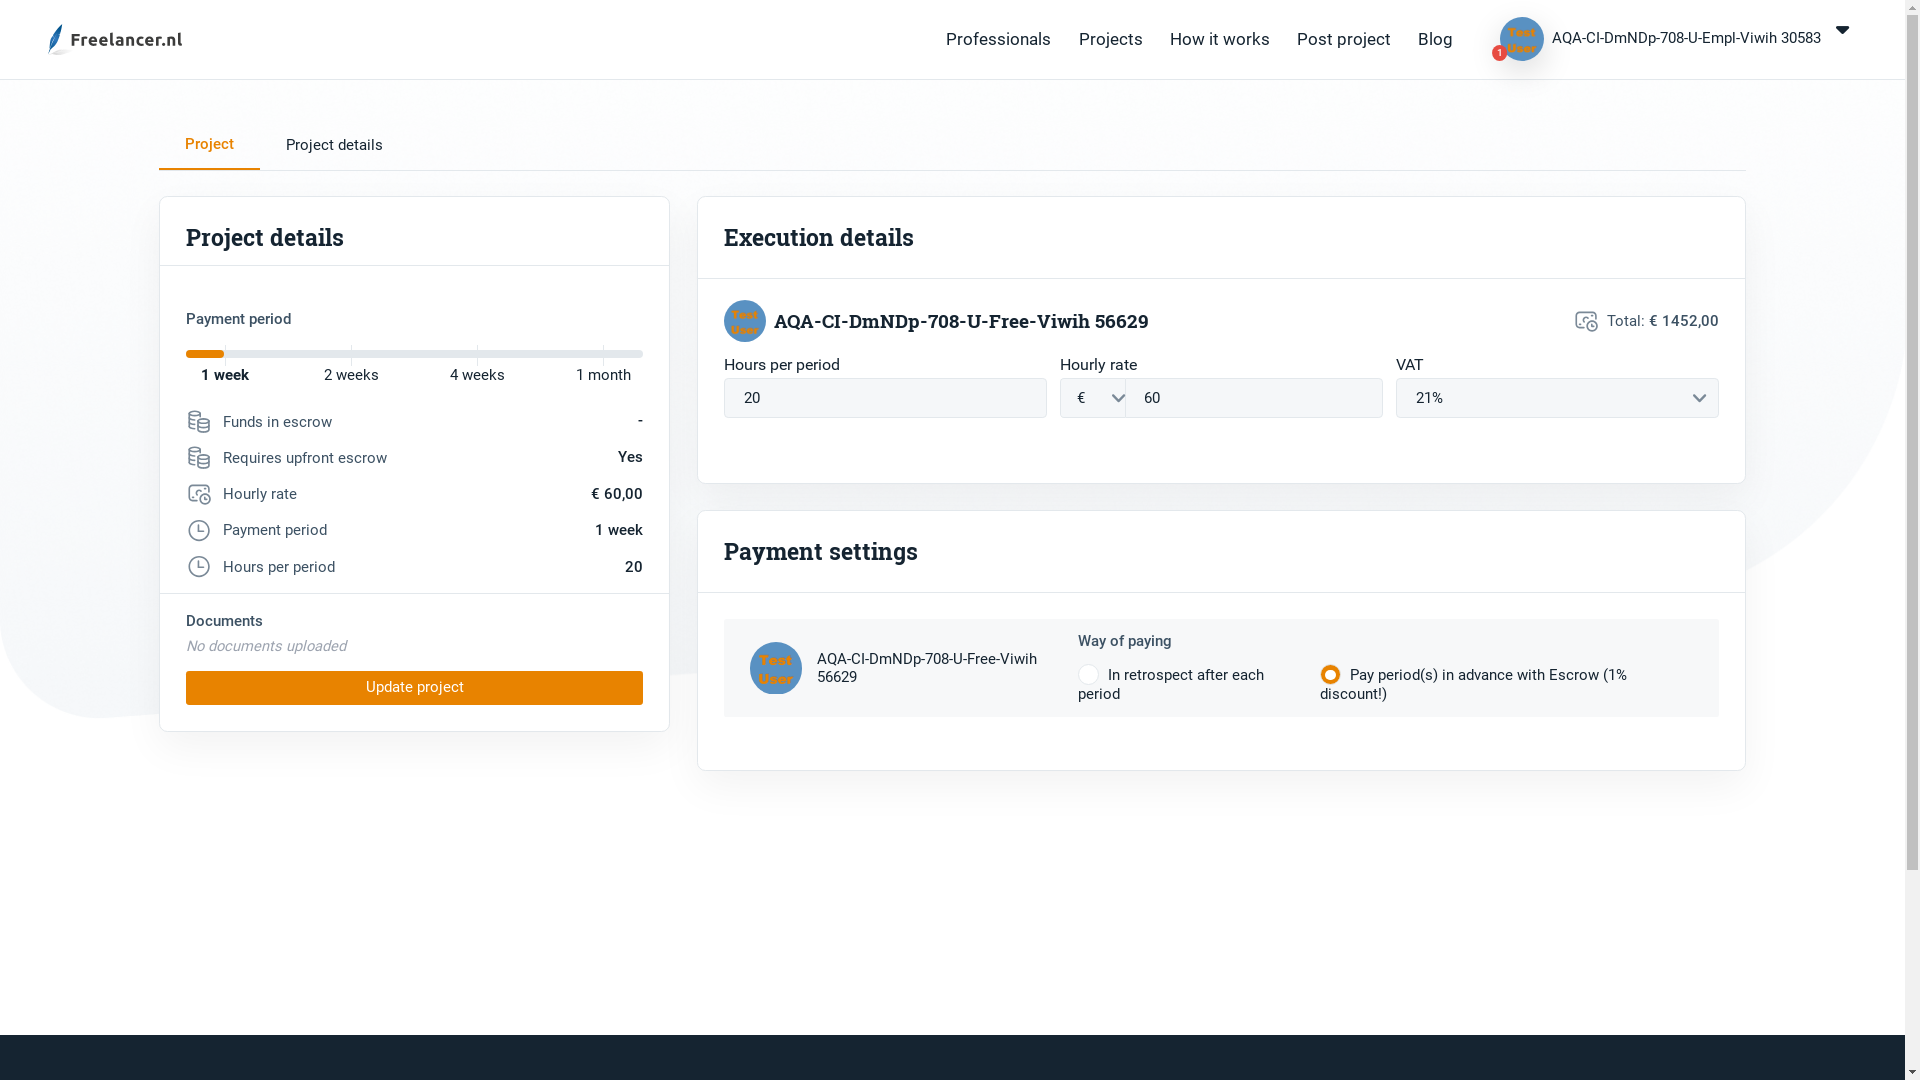 Freelancer.nl
Professionals Projects How it works Post project Blog
Test User
1
AQA-CI-DmNDp-708-U-Empl-Viwih 30583
Project Project details
Project details
Payment period
1 week 2 weeks 4 weeks 1 month
Funds in escrow -
Requires upfront escrow Yes
Hourly rate € 60,00
Payment period 1 week
Hours per period 20
Documents
No documents uploaded
Update project
Execution details
Test User
AQA-CI-DmNDp-708-U-Free-Viwih 56629
Total: € 1452,00
Hours per period Hourly rate VAT
20 € 60 21%
Payment settings
Test
User
AQA-CI-DmNDp-708-U-Free-Viwih
56629
Way of paying
In retrospect after each
period
Pay period(s) in advance with Escrow (1%
discount!)